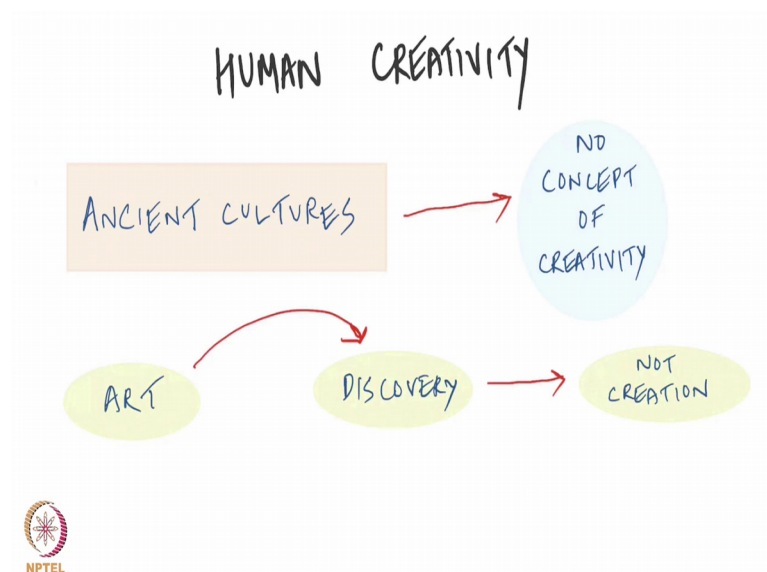 HUMAN CREATIVITY
ANCIENT CULTURES
NO
CONCEPT
OF
CREATIVITY
ART
DISCOVERY
NOT
CREATION
NPTEL